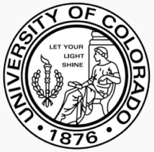 UNIVERSITY OF COLORADO
LET YOUR
LIGHT
SHINE
• 1876 •